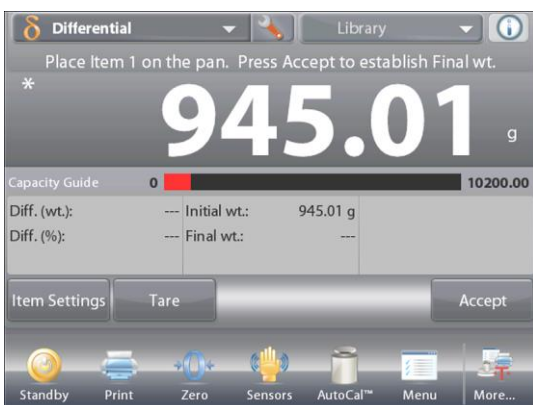 δ Differential Library i
Place Item 1 on the pan. Press Accept to establish Final wt.
*
945.01 g
Capacity Guide 0 10200.00
Diff. (wt.): --- Initial wt.: 945.01 g
Diff. (%): --- Final wt.: ---
Item Settings Tare Accept
Standby Print Zero Sensors AutoCal™ Menu More...